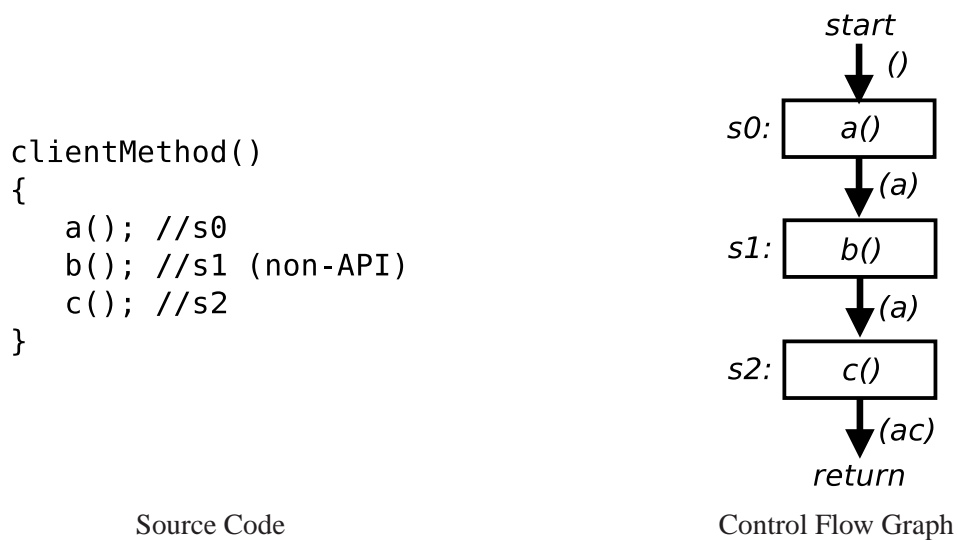 clientMethod()
{
a(); //s0
b(); //s1 (non-API)
c(); //s2
}
Source Code
start
()
s0: a()
(a)
s1: b()
(a)
s2: c()
(ac)
return
Control Flow Graph